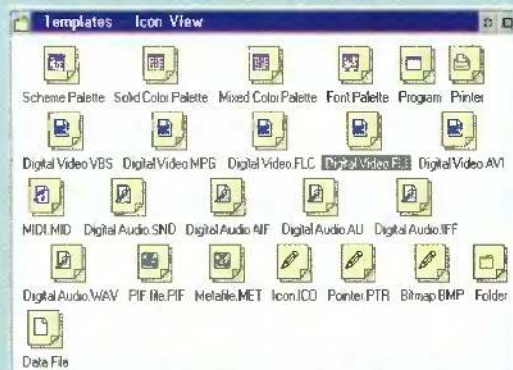 Templates - Icon View
Scheme Palette Solid Color Palette Mixed Color Palette Font Palette Program Printer
Digital Video.VBS Digital Video.MPG Digital Video.FLC Digital Video.FLI Digital Video.AVI
MIDI.MID Digital Audio.SND Digital Audio.AIF Digital Audio.AU Digital Audio.IFF
Digital Audio.WAV PIF file.PIF Metafile.MET Icon.ICO Pointer.PTR Bitmap.BMP Folder
Data File